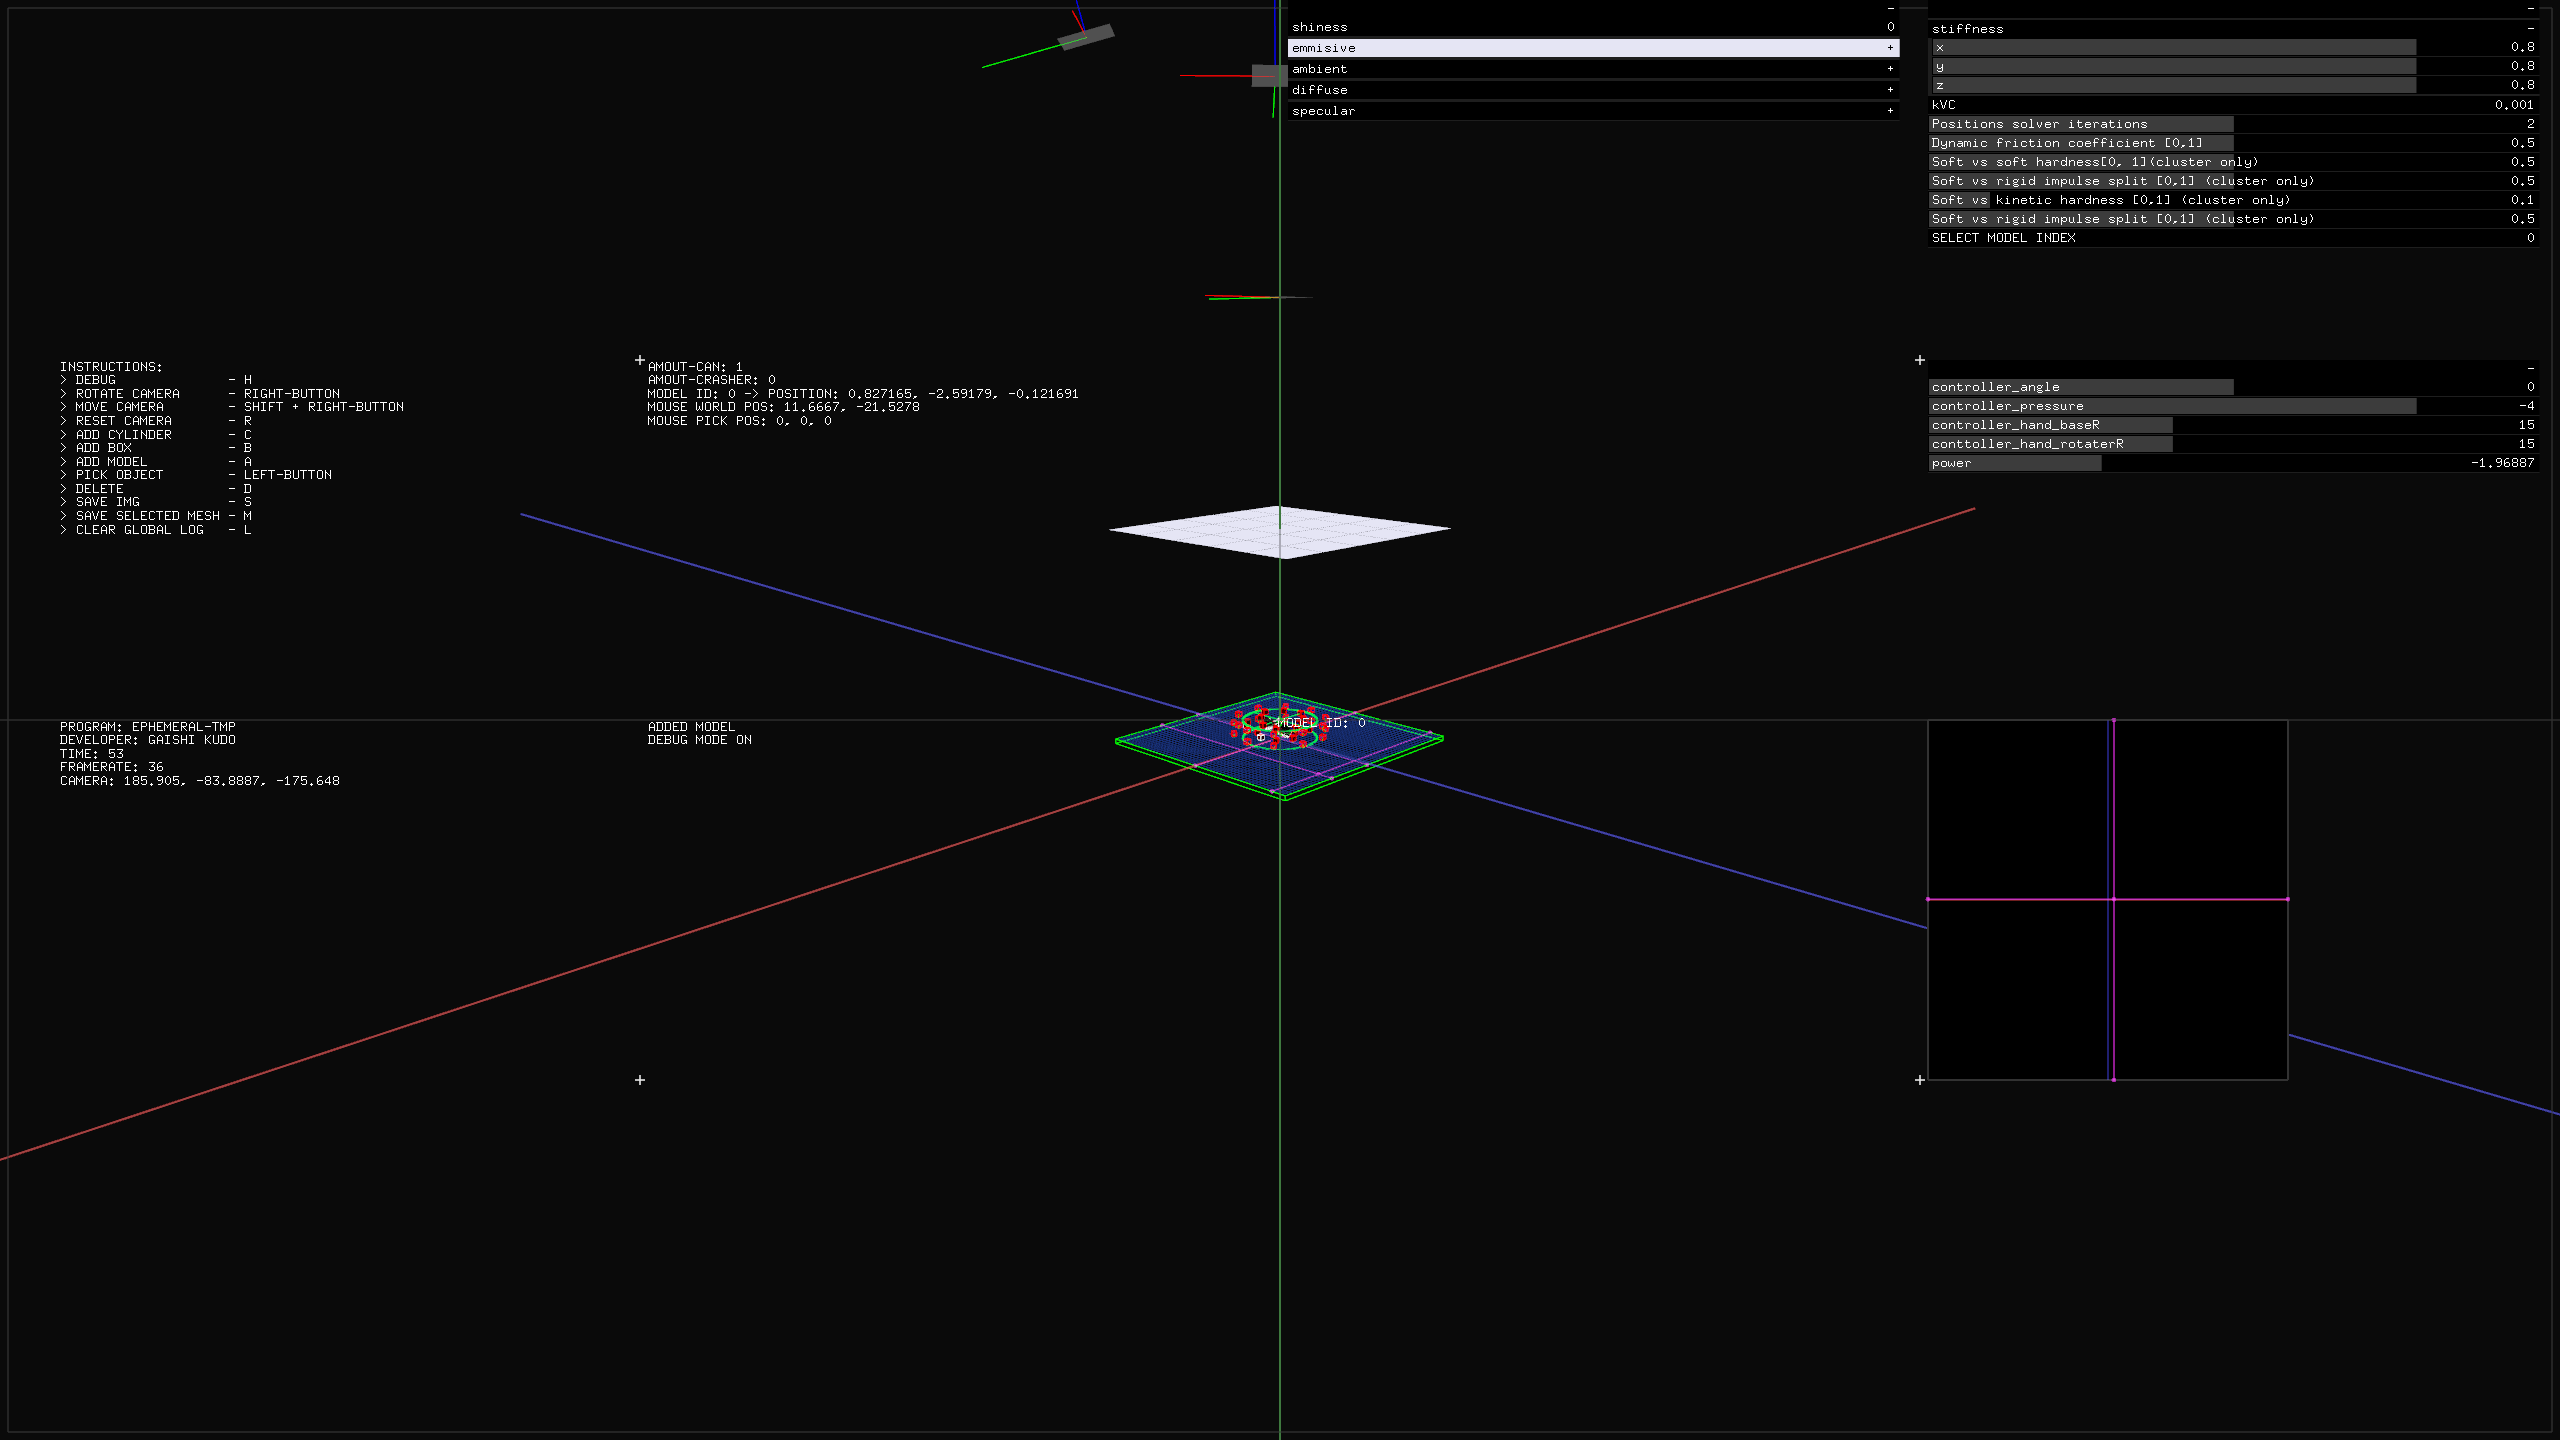 -
shiness 0
emmisive +
ambient +
diffuse +
specular +
-
stiffness -
x 0.8
y 0.8
z 0.8
kVC 0.001
Positions solver iterations 2
Dynamic friction coefficient [0,1] 0.5
Soft vs soft hardness[0, 1](cluster only) 0.5
Soft vs rigid impulse split [0,1] (cluster only) 0.5
Soft vs kinetic hardness [0,1] (cluster only) 0.1
Soft vs rigid impulse split [0,1] (cluster only) 0.5
SELECT MODEL INDEX 0
INSTRUCTIONS:
> DEBUG - H
> ROTATE CAMERA - RIGHT-BUTTON
> MOVE CAMERA - SHIFT + RIGHT-BUTTON
> RESET CAMERA - R
> ADD CYLINDER - C
> ADD BOX - B
> ADD MODEL - A
> PICK OBJECT - LEFT-BUTTON
> DELETE - D
> SAVE IMG - S
> SAVE SELECTED MESH - M
> CLEAR GLOBAL LOG - L
AMOUT-CAN: 1
AMOUT-CRASHER: 0
MODEL ID: 0 -> POSITION: 0.827165, -2.59179, -0.121691
MOUSE WORLD POS: 11.6667, -21.5278
MOUSE PICK POS: 0, 0, 0
-
controller_angle 0
controller_pressure -4
controller_hand_baseR 15
conttoller_hand_rotaterR 15
power -1.96887
PROGRAM: EPHEMERAL-TMP
DEVELOPER: GAISHI KUDO
TIME: 53
FRAMERATE: 36
CAMERA: 185.905, -83.8887, -175.648
ADDED MODEL
DEBUG MODE ON
MODEL ID: 0